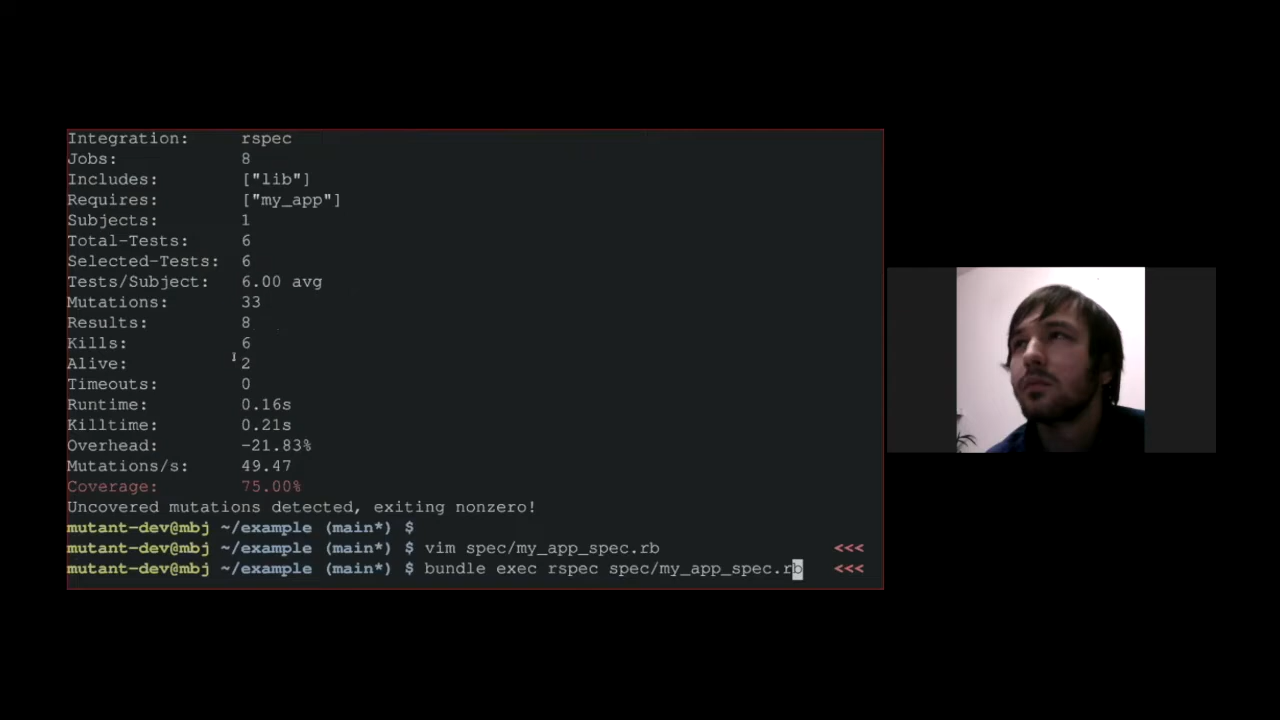 Integration: rspec
Jobs: 8
Includes: ["lib"]
Requires: ["my_app"]
Subjects: 1
Total-Tests: 6
Selected-Tests: 6
Tests/Subject: 6.00 avg
Mutations: 33
Results: 8
Kills: 6
Alive: 2
Timeouts: 0
Runtime: 0.16s
Killtime: 0.21s
Overhead: -21.83%
Mutations/s: 49.47
Coverage: 75.00%
Uncovered mutations detected, exiting nonzero!
mutant-dev@mbj ~/example (main*) $
mutant-dev@mbj ~/example (main*) $ vim spec/my_app_spec.rb <<<
mutant-dev@mbj ~/example (main*) $ bundle exec rspec spec/my_app_spec.rb <<<